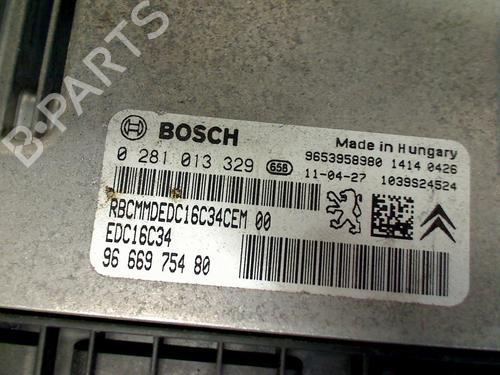 B-PARTS
BOSCH
Made in Hungary
0 281 013 329 658
9653958980 1414 0426
11-04-27 1039S24524
RBCMMDEDC16C34CEM 00
EDC16C34
96 669 754 80